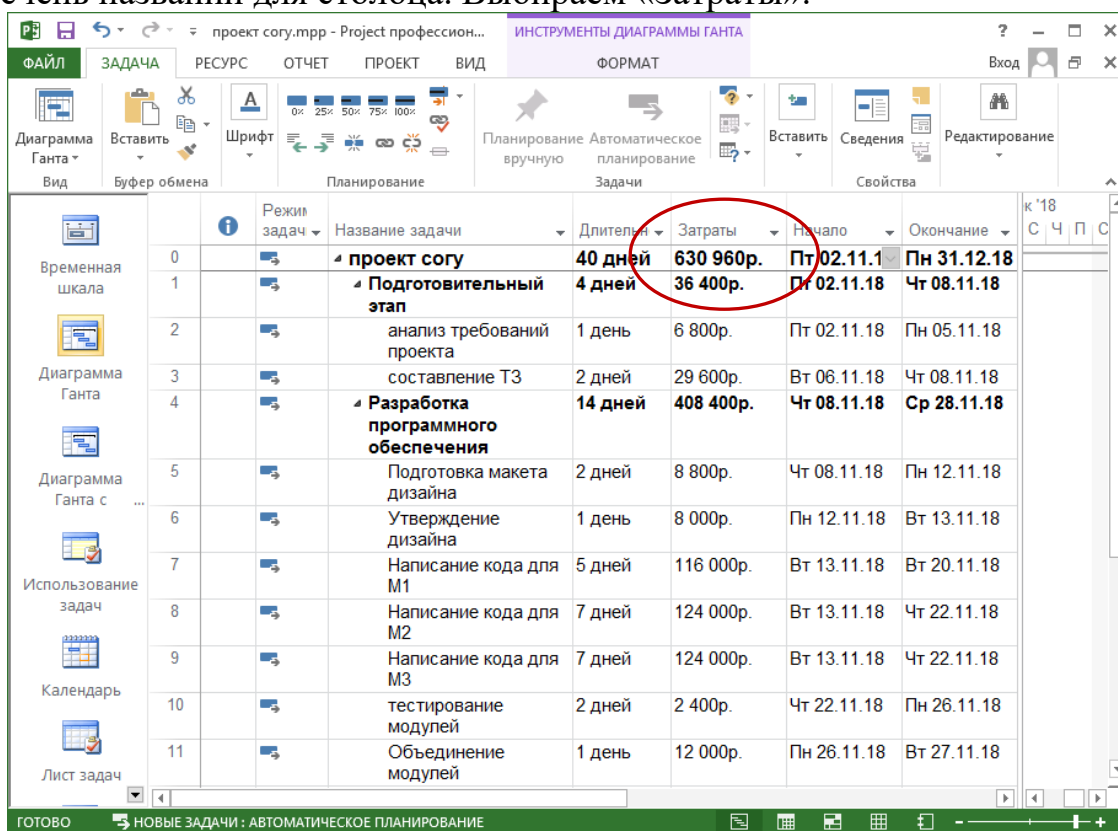 ечень названий для столбца. Выбираем «Затраты».
проект согу.mpp - Project профессион... ИНСТРУМЕНТЫ ДИАГРАММЫ ГАНТА ?
ФАЙЛ ЗАДАЧА РЕСУРС ОТЧЕТ ПРОЕКТ ВИД ФОРМАТ Вход
0% 25% 50% 75% 100%
Диаграмма Ганта Вставить Шрифт Планирование вручную Автоматическое планирование Вставить Сведения Редактирование
Вид Буфер обмена Планирование Задачи Свойства
Режим задач Название задачи Длительн Затраты Начало Окончание к '18
С Ч П С
0 проект согу 40 дней 630 960р. Пт 02.11.1 Пн 31.12.18
1 Подготовительный этап 4 дней 36 400р. Пт 02.11.18 Чт 08.11.18
2 анализ требований проекта 1 день 6 800р. Пт 02.11.18 Пн 05.11.18
3 составление ТЗ 2 дней 29 600р. Вт 06.11.18 Чт 08.11.18
4 Разработка программного обеспечения 14 дней 408 400р. Чт 08.11.18 Ср 28.11.18
5 Подготовка макета дизайна 2 дней 8 800р. Чт 08.11.18 Пн 12.11.18
6 Утверждение дизайна 1 день 8 000р. Пн 12.11.18 Вт 13.11.18
7 Написание кода для М1 5 дней 116 000р. Вт 13.11.18 Вт 20.11.18
8 Написание кода для М2 7 дней 124 000р. Вт 13.11.18 Чт 22.11.18
9 Написание кода для М3 7 дней 124 000р. Вт 13.11.18 Чт 22.11.18
10 тестирование модулей 2 дней 2 400р. Чт 22.11.18 Пн 26.11.18
11 Объединение модулей 1 день 12 000р. Пн 26.11.18 Вт 27.11.18
Временная шкала
Диаграмма Ганта
Диаграмма Ганта с ...
Использование задач
Календарь
Лист задач
ГОТОВО НОВЫЕ ЗАДАЧИ : АВТОМАТИЧЕСКОЕ ПЛАНИРОВАНИЕ